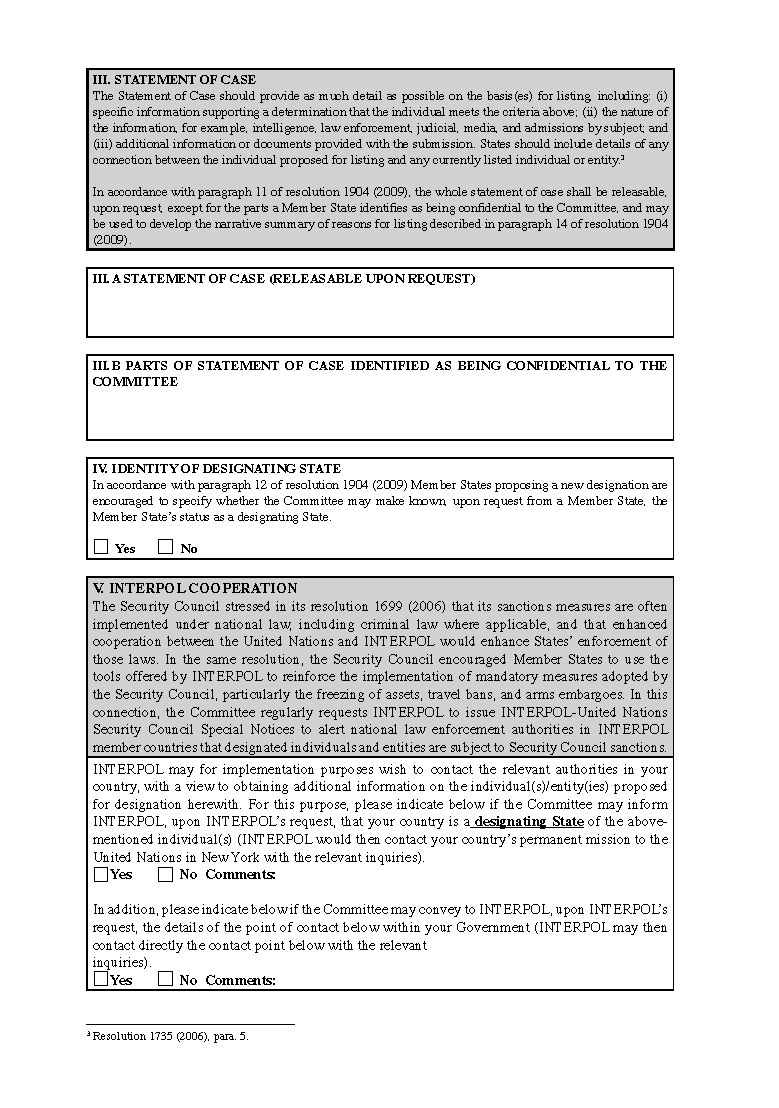 III. STATEMENT OF CASE
The Statement of Case should provide as much detail as possible on the basis(es) for listing, including: (i)
specific information supporting a determination that the individual meets the criteria above; (ii) the nature of
the information, for example, intelligence, law enforcement, judicial, media, and admissions by subject; and
(iii) additional information or documents provided with the submission. States should include details of any
connection between the individual proposed for listing and any currently listed individual or entity.³
In accordance with paragraph 11 of resolution 1904 (2009), the whole statement of case shall be releasable,
upon request, except for the parts a Member State identifies as being confidential to the Committee, and may
be used to develop the narrative summary of reasons for listing described in paragraph 14 of resolution 1904
(2009).
III.A STATEMENT OF CASE (RELEASABLE UPON REQUEST)
III.B PARTS OF STATEMENT OF CASE IDENTIFIED AS BEING CONFIDENTIAL TO THE
COMMITTEE
IV. IDENTITY OF DESIGNATING STATE
In accordance with paragraph 12 of resolution 1904 (2009) Member States proposing a new designation are
encouraged to specify whether the Committee may make known, upon request from a Member State, the
Member State's status as a designating State.
☐ Yes ☐ No
V. INTERPOL COOPERATION
The Security Council stressed in its resolution 1699 (2006) that its sanctions measures are often
implemented under national law, including criminal law where applicable, and that enhanced
cooperation between the United Nations and INTERPOL would enhance States' enforcement of
those laws. In the same resolution, the Security Council encouraged Member States to use the
tools offered by INTERPOL to reinforce the implementation of mandatory measures adopted by
the Security Council, particularly the freezing of assets, travel bans, and arms embargoes. In this
connection, the Committee regularly requests INTERPOL to issue INTERPOL-United Nations
Security Council Special Notices to alert national law enforcement authorities in INTERPOL
member countries that designated individuals and entities are subject to Security Council sanctions.
INTERPOL may for implementation purposes wish to contact the relevant authorities in your
country, with a view to obtaining additional information on the individual(s)/entity(ies) proposed
for designation herewith. For this purpose, please indicate below if the Committee may inform
INTERPOL, upon INTERPOL's request, that your country is a designating State of the above-
mentioned individual(s) (INTERPOL would then contact your country's permanent mission to the
United Nations in New York with the relevant inquiries).
☐ Yes ☐ No Comments:
In addition, please indicate below if the Committee may convey to INTERPOL, upon INTERPOL's
request, the details of the point of contact below within your Government (INTERPOL may then
contact directly the contact point below with the relevant
inquiries).
☐ Yes ☐ No Comments:
³ Resolution 1735 (2006), para. 5.